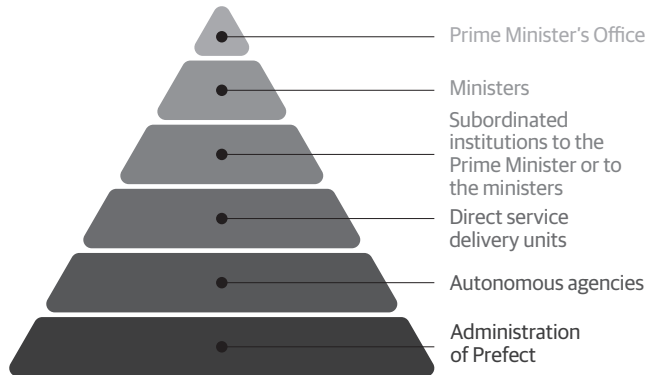 Prime Minister's Office
Ministers
Subordinated
institutions to the
Prime Minister or to
the ministers
Direct service
delivery units
Autonomous agencies
Administration
of Prefect